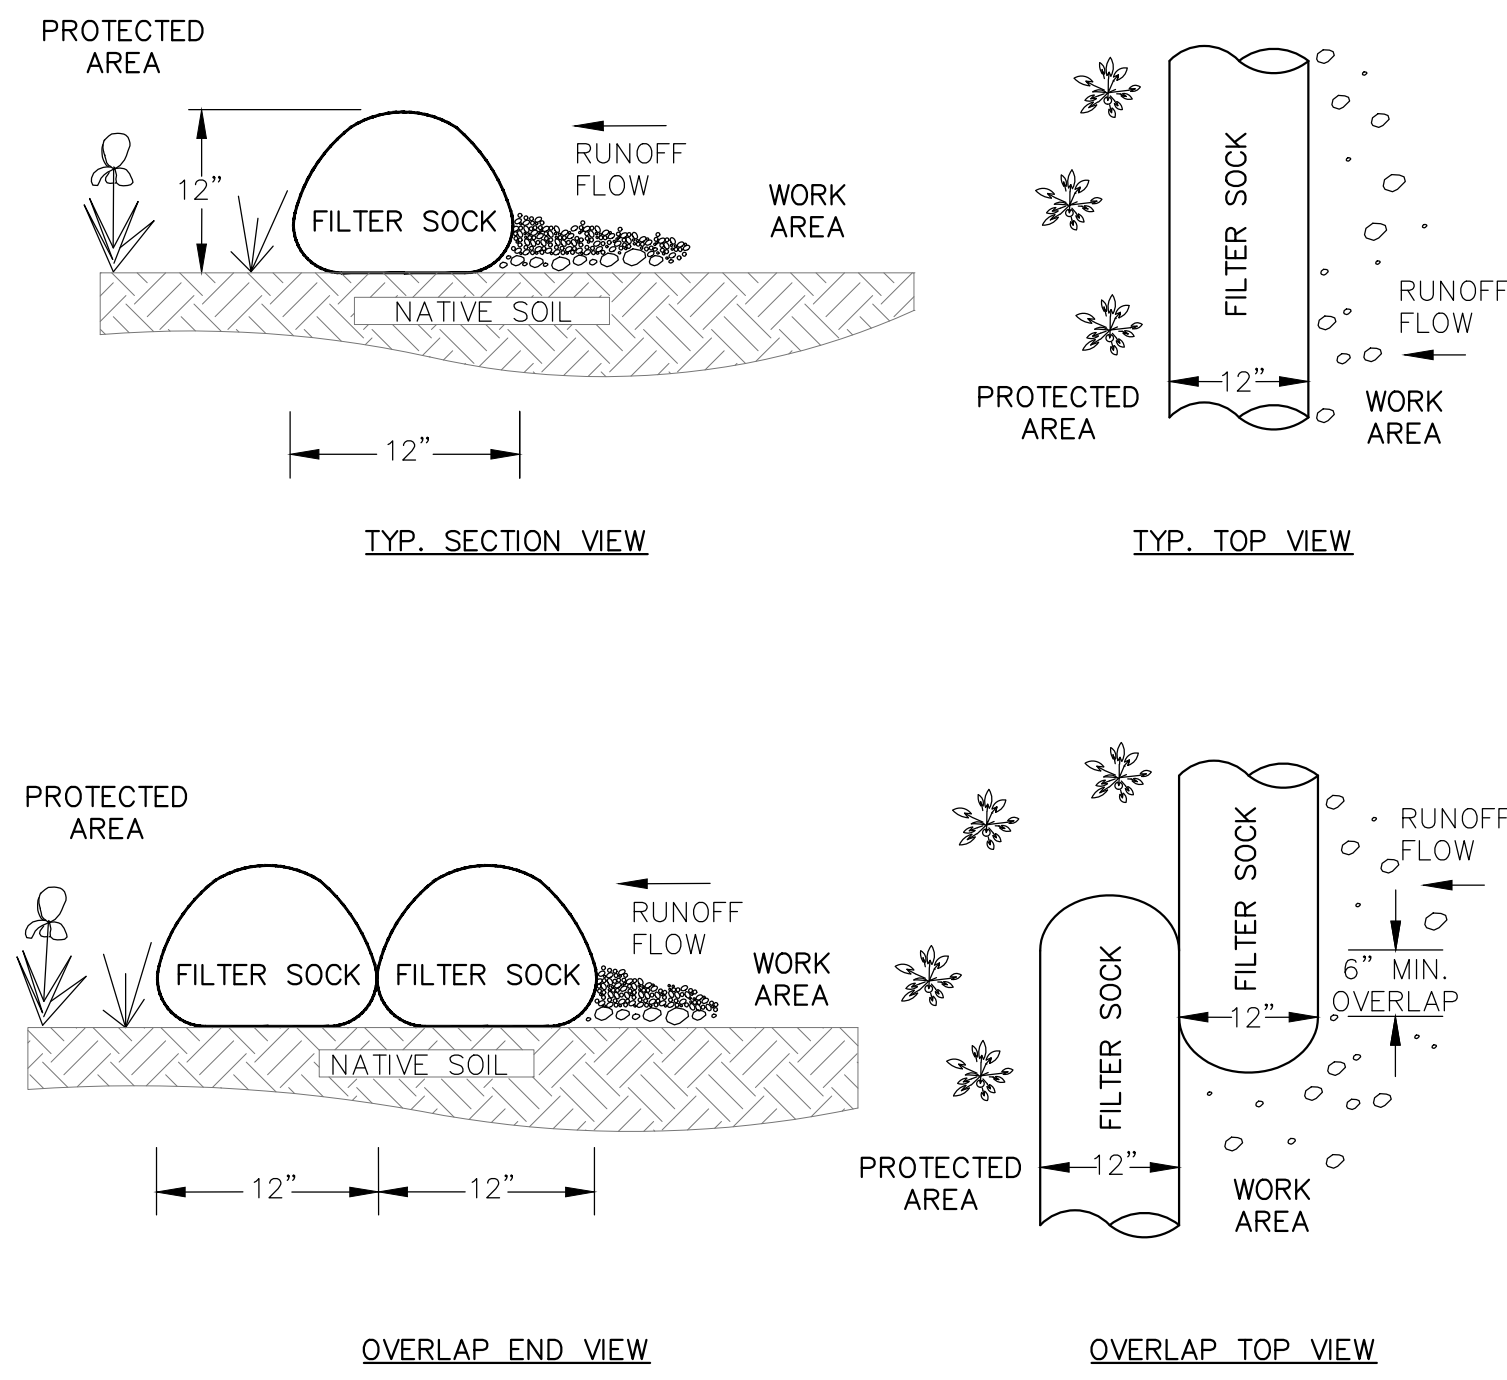 PROTECTED
AREA
12”
FILTER SOCK
RUNOFF
FLOW
WORK
AREA
NATIVE SOIL
12”
TYP. SECTION VIEW
FILTER SOCK
RUNOFF
FLOW
12”
PROTECTED
AREA
WORK
AREA
TYP. TOP VIEW
PROTECTED
AREA
FILTER SOCK
FILTER SOCK
RUNOFF
FLOW
WORK
AREA
NATIVE SOIL
12”
12”
OVERLAP END VIEW
FILTER SOCK
RUNOFF
FLOW
FILTER SOCK
6” MIN.
OVERLAP
12”
12”
PROTECTED
AREA
WORK
AREA
OVERLAP TOP VIEW